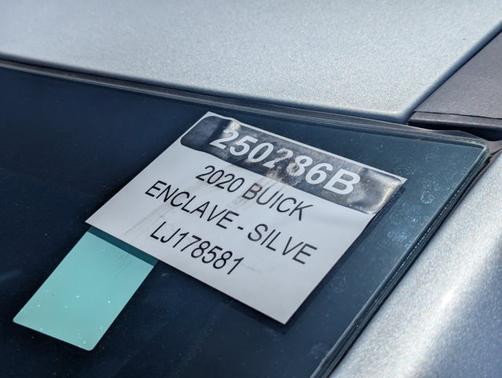 250286B
2020 BUICK
ENCLAVE - SILVE
LJ178581